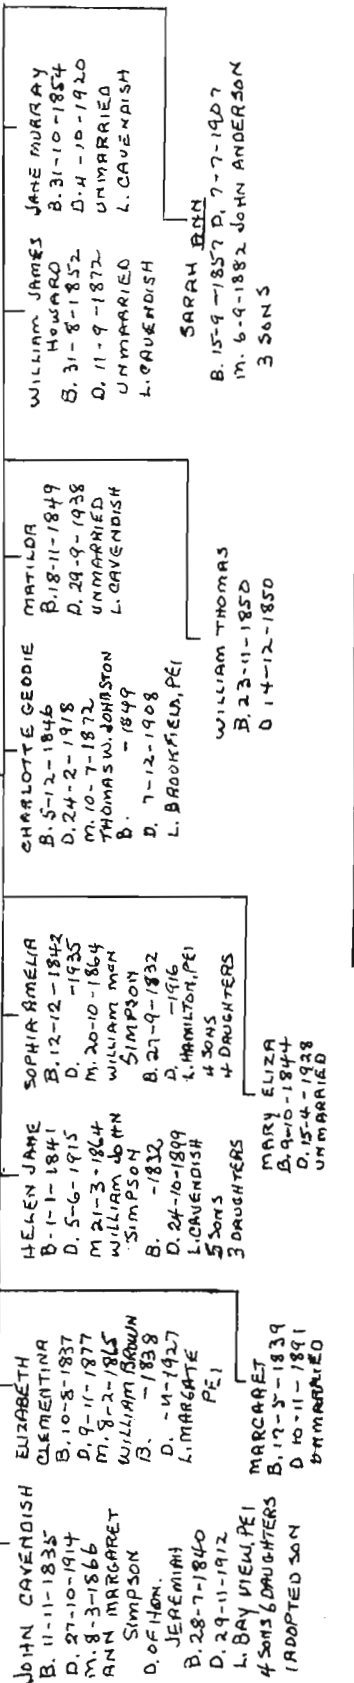 JOHN CAVENDISH
B. 11-11-1835
D. 27-10-1914
M. 8-3-1866
ANN MARGARET
SIMPSON
D. OF HON.
JEREMIAH
B. 28-7-1840
D. 29-11-1912
L. BAY VIEW, PEI
4 SONS 6 DAUGHTERS
1 ADOPTED SON
ELIZABETH
CLEMENTINA
B. 10-8-1837
D. 9-11-1877
M. 8-2-1865
WILLIAM BROWN
B. -1838
D. -4-1927
L. MARGATE
PEI
MARGARET
B. 17-5-1839
D 10-11-1891
UNMARRIED
HELEN JANE
B-1-1-1841
D. 5-6-1915
M 21-3-1864
WILLIAM JOHN
SIMPSON
B. -1832
D. 24-10-1899
L. CAVENDISH
5 SONS
3 DAUGHTERS
SOPHIA AMELIA
B. 12-12-1842
D. -1935
M. 20-10-1864
WILLIAM MCN
SIMPSON
B. 27-9-1832
D. -1916
L. HAMILTON, PEI
4 SONS
4 DAUGHTERS
MARY ELIZA
B. 9-10-1844
D. 15-4-1928
UNMARRIED
CHARLOTTE GEDDIE
B. 5-12-1846
D. 24-2-1918
M. 10-7-1872
THOMAS W. JOHNSTON
B. -1849
D. 7-12-1908
L. BROOKFIELD, PEI
MATILDA
B. 18-11-1849
D. 29-9-1938
UNMARRIED
L. CAVENDISH
WILLIAM THOMAS
B. 23-11-1850
D 14-12-1850
WILLIAM JAMES
HOWARD
B. 31-8-1852
D. 11-9-1872
UNMARRIED
L. CAVENDISH
JANE MURRAY
B. 31-10-1854
D. 4-10-1920
UNMARRIED
L. CAVENDISH
SARAH ANN
B. 15-9-1857 D. 7-7-1907
M. 6-9-1882 JOHN ANDERSON
3 SONS